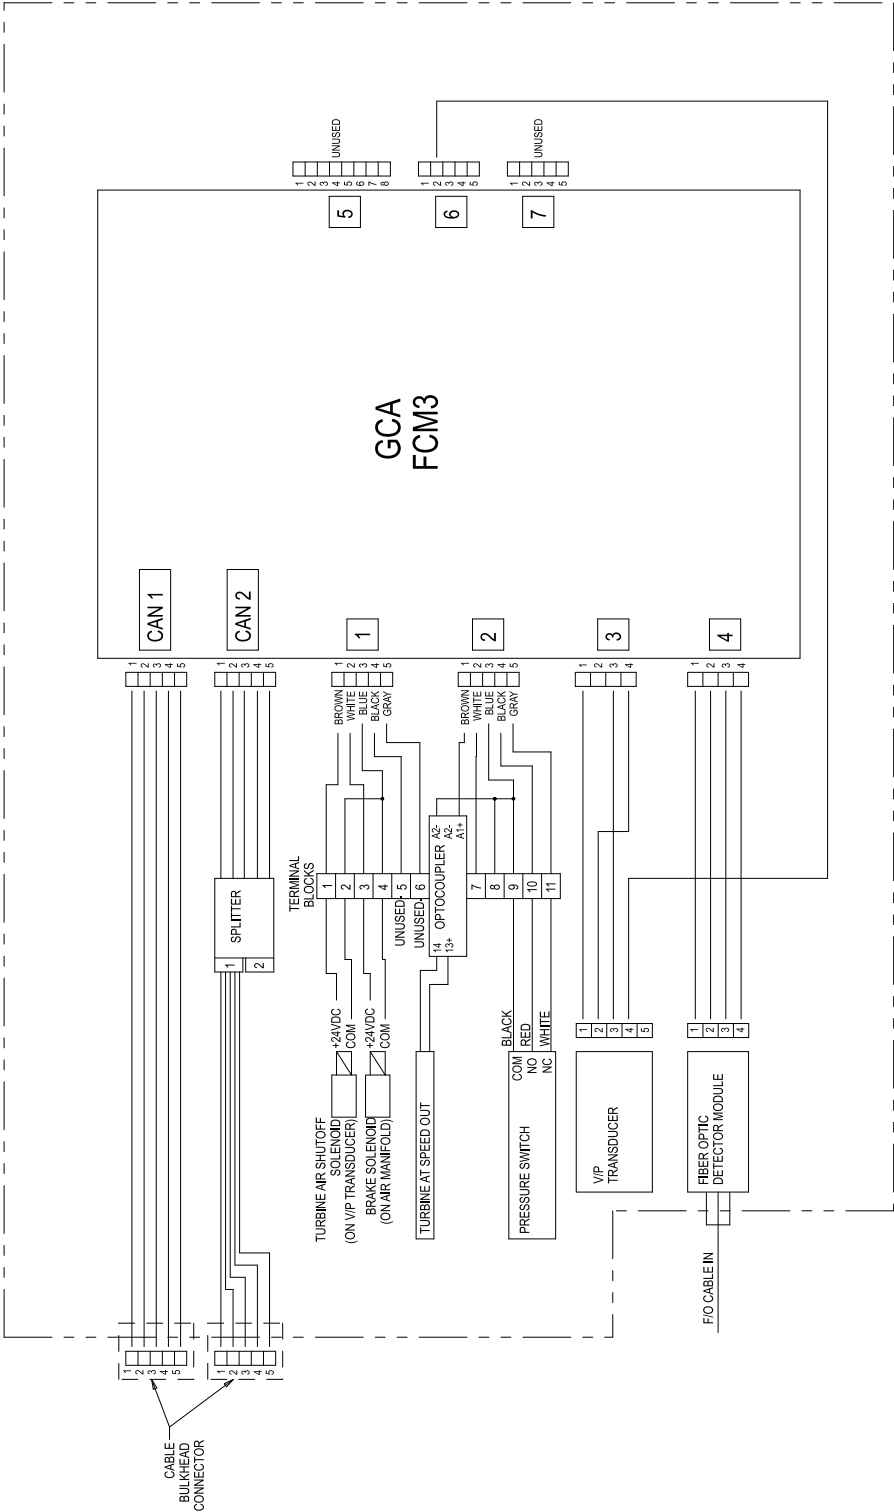 1
2
3
4
5
6
7
8
UNUSED
5
1
2
3
4
5
6
1
2
3
4
5
UNUSED
7
GCA
FCM3
CAN 1
CAN 2
1
2
3
4
1
2
3
4
5
1
2
3
4
5
1
2
3
4
5
BROWN
WHITE
BLUE
BLACK
GRAY
1
2
3
4
5
BROWN
WHITE
BLUE
BLACK
GRAY
1
2
3
4
1
2
3
4
TERMINAL
BLOCKS
SPLITTER
1
2
1
2
3
4
5
6
UNUSED
UNUSED
OPTOCOUPLER
A2-
A2-
A1+
14
13+
7
8
9
10
11
TURBINE AIR SHUTOFF
SOLENOID
(ON V/P TRANSDUCER)
+24VDC
COM
BRAKE SOLENOID
(ON AIR MANIFOLD)
+24VDC
COM
TURBINE AT SPEED OUT
BLACK
RED
WHITE
COM
NO
NC
PRESSURE SWITCH
1
2
3
4
5
V/P
TRANSDUCER
1
2
3
4
FIBER OPTIC
DETECTOR MODULE
F/O CABLE IN
1
2
3
4
5
1
2
3
4
5
CABLE
BULKHEAD
CONNECTOR